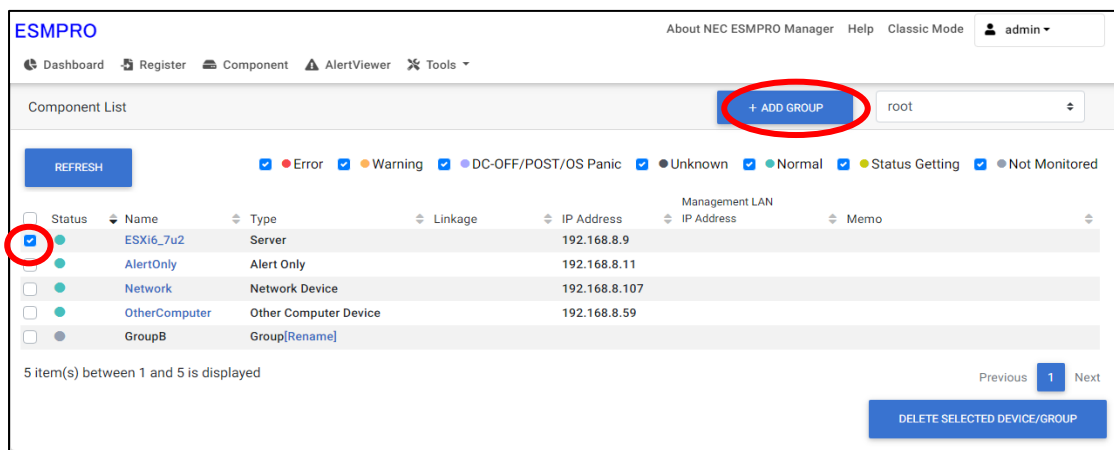 ESMPRO
About NEC ESMPRO Manager Help Classic Mode admin
Dashboard Register Component AlertViewer Tools
Component List + ADD GROUP root
REFRESH Error Warning DC-OFF/POST/OS Panic Unknown Normal Status Getting Not Monitored
Status Name Type Linkage IP Address Management LAN IP Address Memo
ESXi6_7u2 Server 192.168.8.9
AlertOnly Alert Only 192.168.8.11
Network Network Device 192.168.8.107
OtherComputer Other Computer Device 192.168.8.59
GroupB Group[Rename]
5 item(s) between 1 and 5 is displayed
Previous 1 Next
DELETE SELECTED DEVICE/GROUP